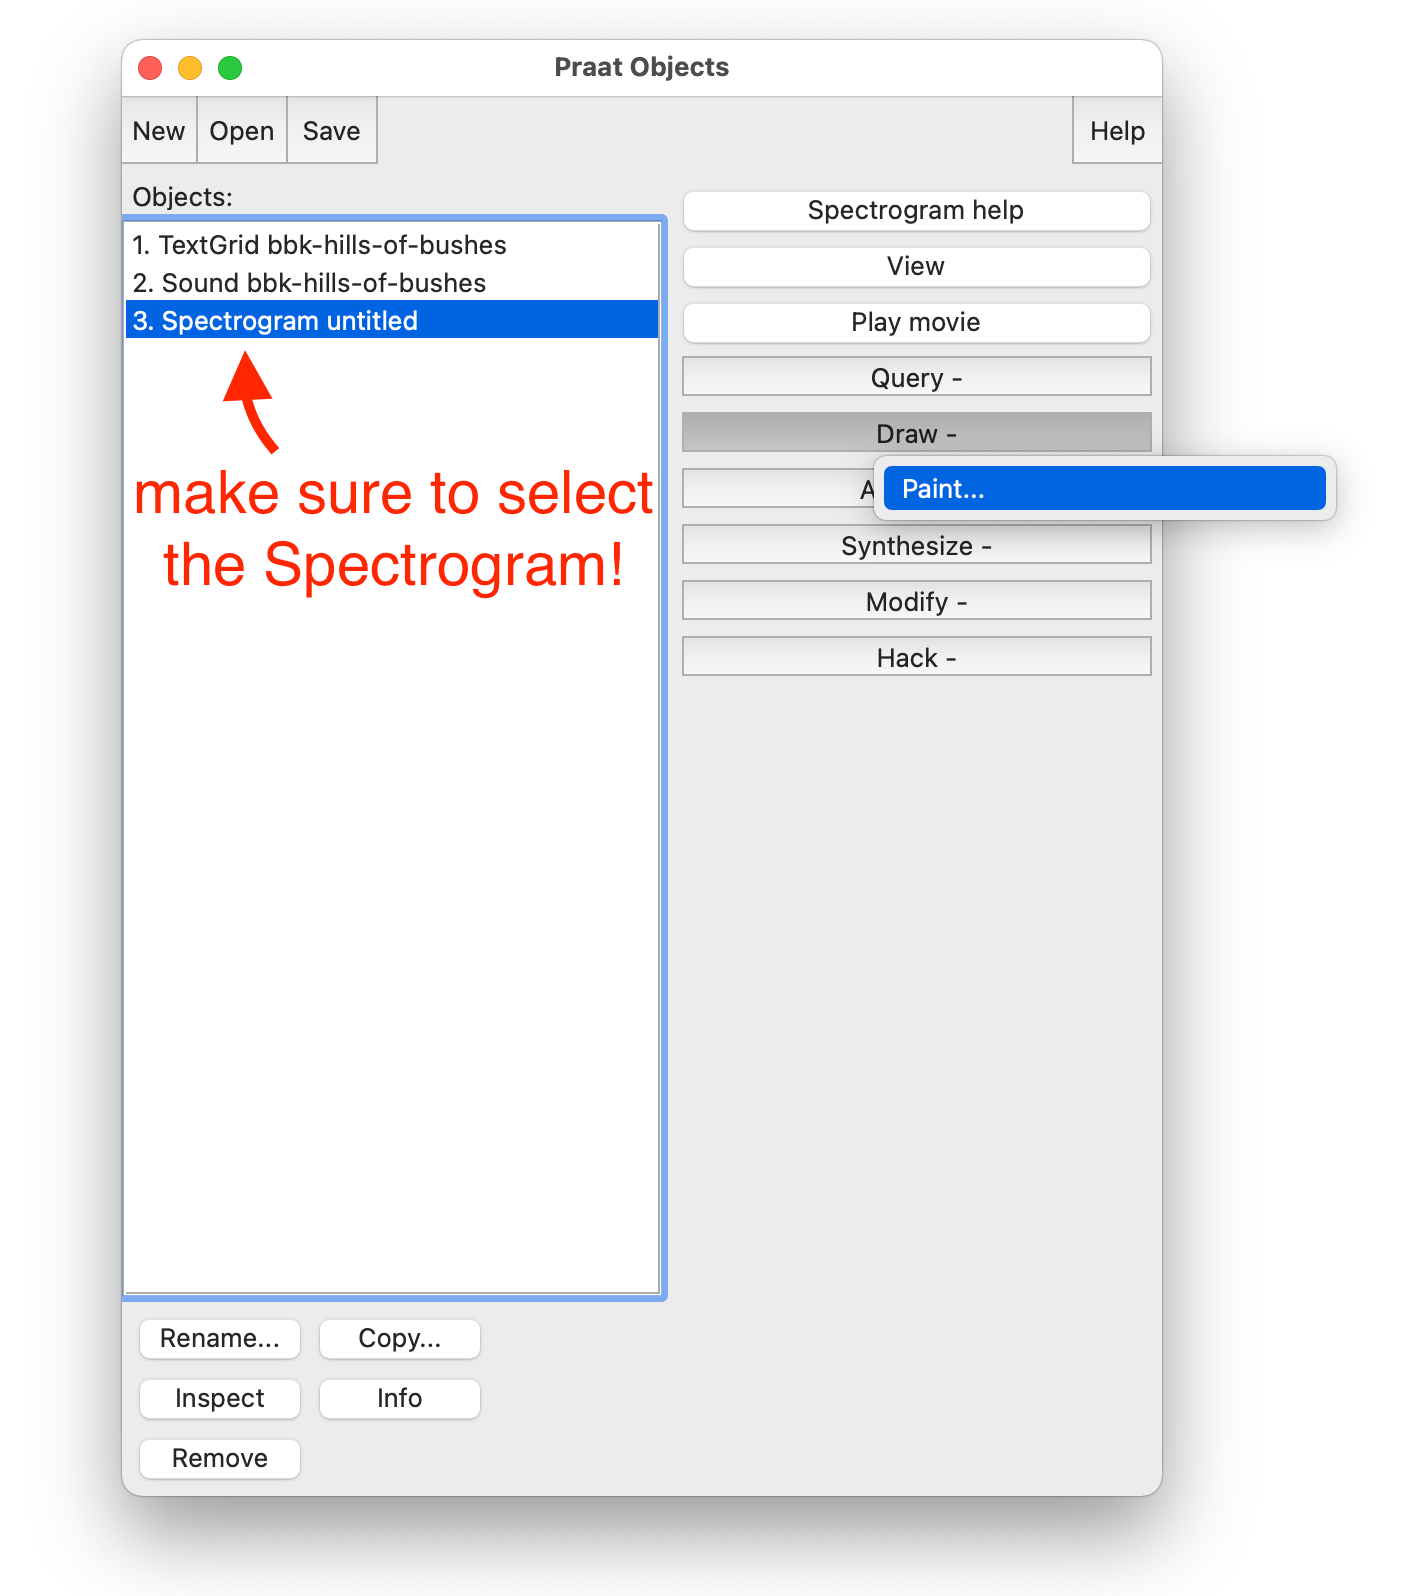 Praat Objects
New Open Save Help
Objects:
1. TextGrid bbk-hills-of-bushes
2. Sound bbk-hills-of-bushes
3. Spectrogram untitled
make sure to select
the Spectrogram!
Spectrogram help
View
Play movie
Query -
Draw -
Paint...
A
Synthesize -
Modify -
Hack -
Rename... Copy...
Inspect Info
Remove